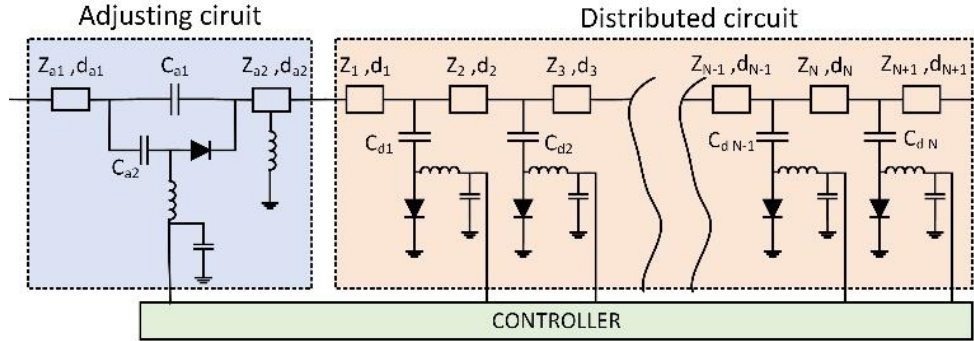 Adjusting ciruit
Distributed circuit
Za1 ,da1
Ca1
Za2 ,da2
Z1 ,d1
Z2 ,d2
Z3 ,d3
ZN-1 ,dN-1
ZN ,dN
ZN+1 ,dN+1
Ca2
Cd1
Cd2
Cd N-1
Cd N
CONTROLLER